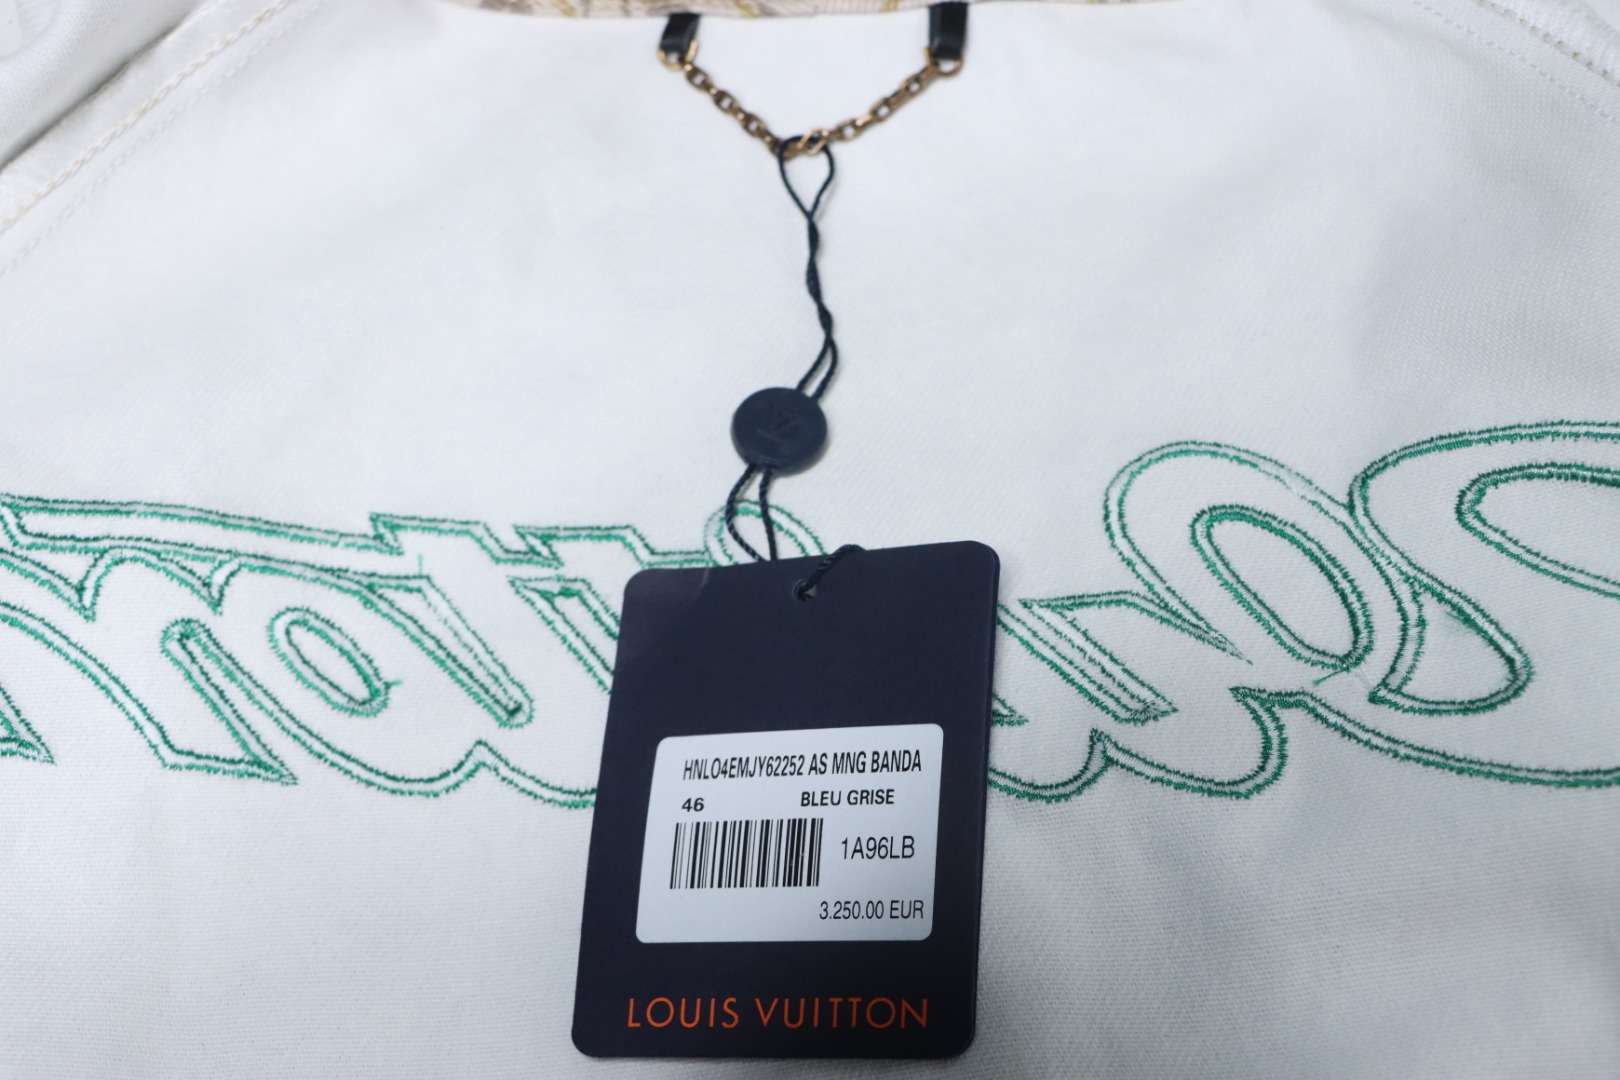 HNLO4EMJY62252 AS MNG BANDA
46 BLEU GRISE
1A96LB
3.250.00 EUR
LOUIS VUITTON